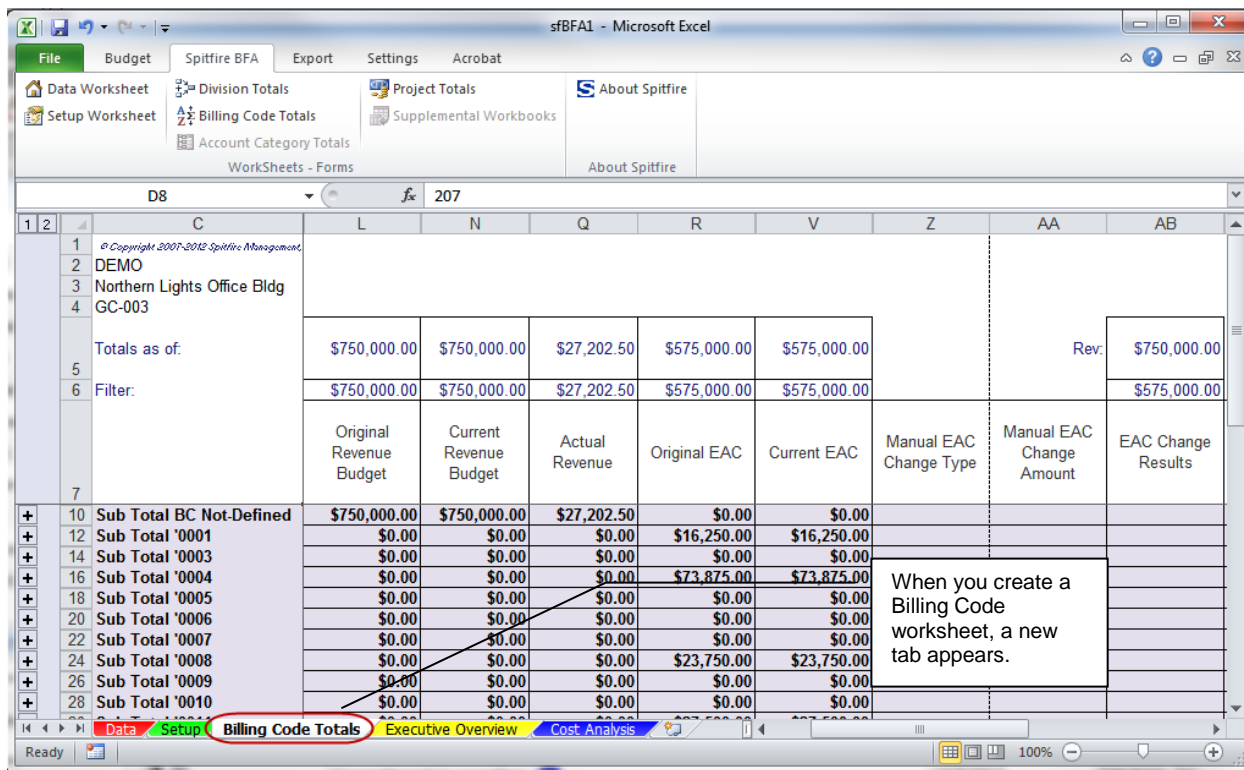 sfBFA1 - Microsoft Excel
File Budget Spitfire BFA Export Settings Acrobat
Data Worksheet Division Totals Project Totals About Spitfire
Setup Worksheet Billing Code Totals Supplemental Workbooks
Account Category Totals
WorkSheets - Forms About Spitfire
D8 fx 207
1 2 C L N Q R V Z AA AB
1 © Copyright 2007-2012 Spitfire Management,
2 DEMO
3 Northern Lights Office Bldg
4 GC-003
5 Totals as of: $750,000.00 $750,000.00 $27,202.50 $575,000.00 $575,000.00 Rev: $750,000.00
6 Filter: $750,000.00 $750,000.00 $27,202.50 $575,000.00 $575,000.00 $575,000.00
7 Original Revenue Budget Current Revenue Budget Actual Revenue Original EAC Current EAC Manual EAC Change Type Manual EAC Change Amount EAC Change Results
10 Sub Total BC Not-Defined $750,000.00 $750,000.00 $27,202.50 $0.00 $0.00
12 Sub Total '0001 $0.00 $0.00 $0.00 $16,250.00 $16,250.00
14 Sub Total '0003 $0.00 $0.00 $0.00 $0.00 $0.00
16 Sub Total '0004 $0.00 $0.00 $0.00 $73,875.00 $73,875.00
18 Sub Total '0005 $0.00 $0.00 $0.00 $0.00 $0.00
20 Sub Total '0006 $0.00 $0.00 $0.00 $0.00 $0.00
22 Sub Total '0007 $0.00 $0.00 $0.00 $0.00 $0.00
24 Sub Total '0008 $0.00 $0.00 $0.00 $23,750.00 $23,750.00
26 Sub Total '0009 $0.00 $0.00 $0.00 $0.00 $0.00
28 Sub Total '0010 $0.00 $0.00 $0.00 $0.00 $0.00
When you create a
Billing Code
worksheet, a new
tab appears.
Data Setup Billing Code Totals Executive Overview Cost Analysis
Ready 100%